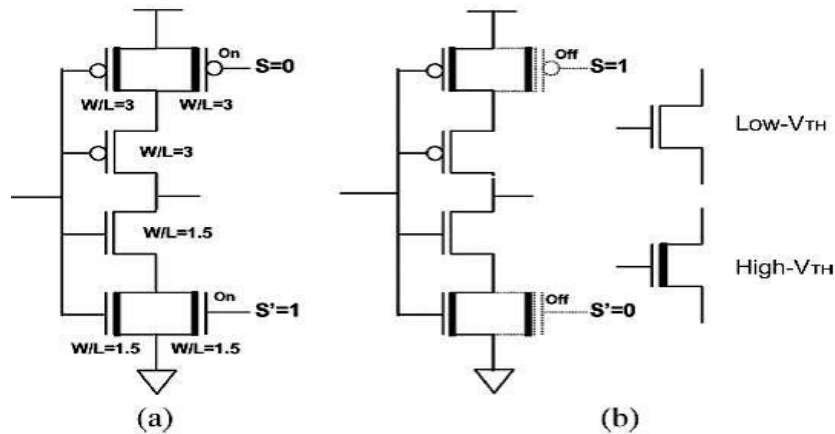 On
S=0
W/L=3
W/L=3
W/L=3
W/L=1.5
On
S'=1
W/L=1.5
W/L=1.5
(a)
Off
S=1
Off
S'=0
(b)
Low-VTH
High-VTH